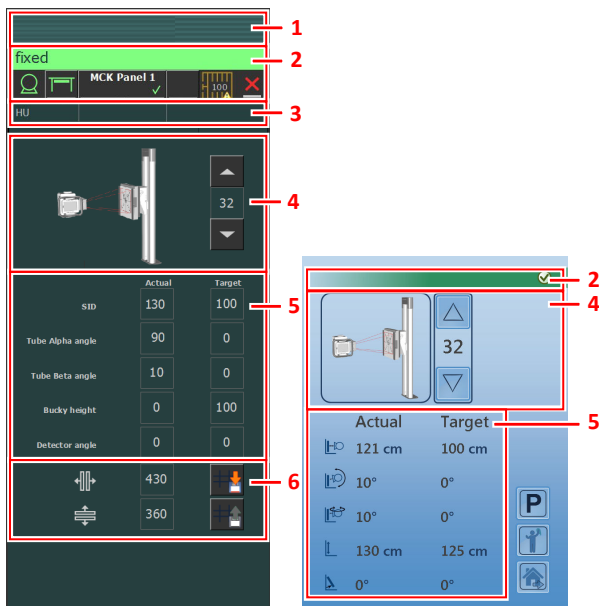 1
fixed
2
MCK Panel 1
100
HU
3
32
4
Actual Target
SID 130 100
5
Tube Alpha angle 90 0
Tube Beta angle 10 0
Bucky height 0 100
Detector angle 0 0
430
6
360
2
4
32
Actual Target
5
121 cm 100 cm
10° 0°
10° 0°
P
130 cm 125 cm
0° 0°